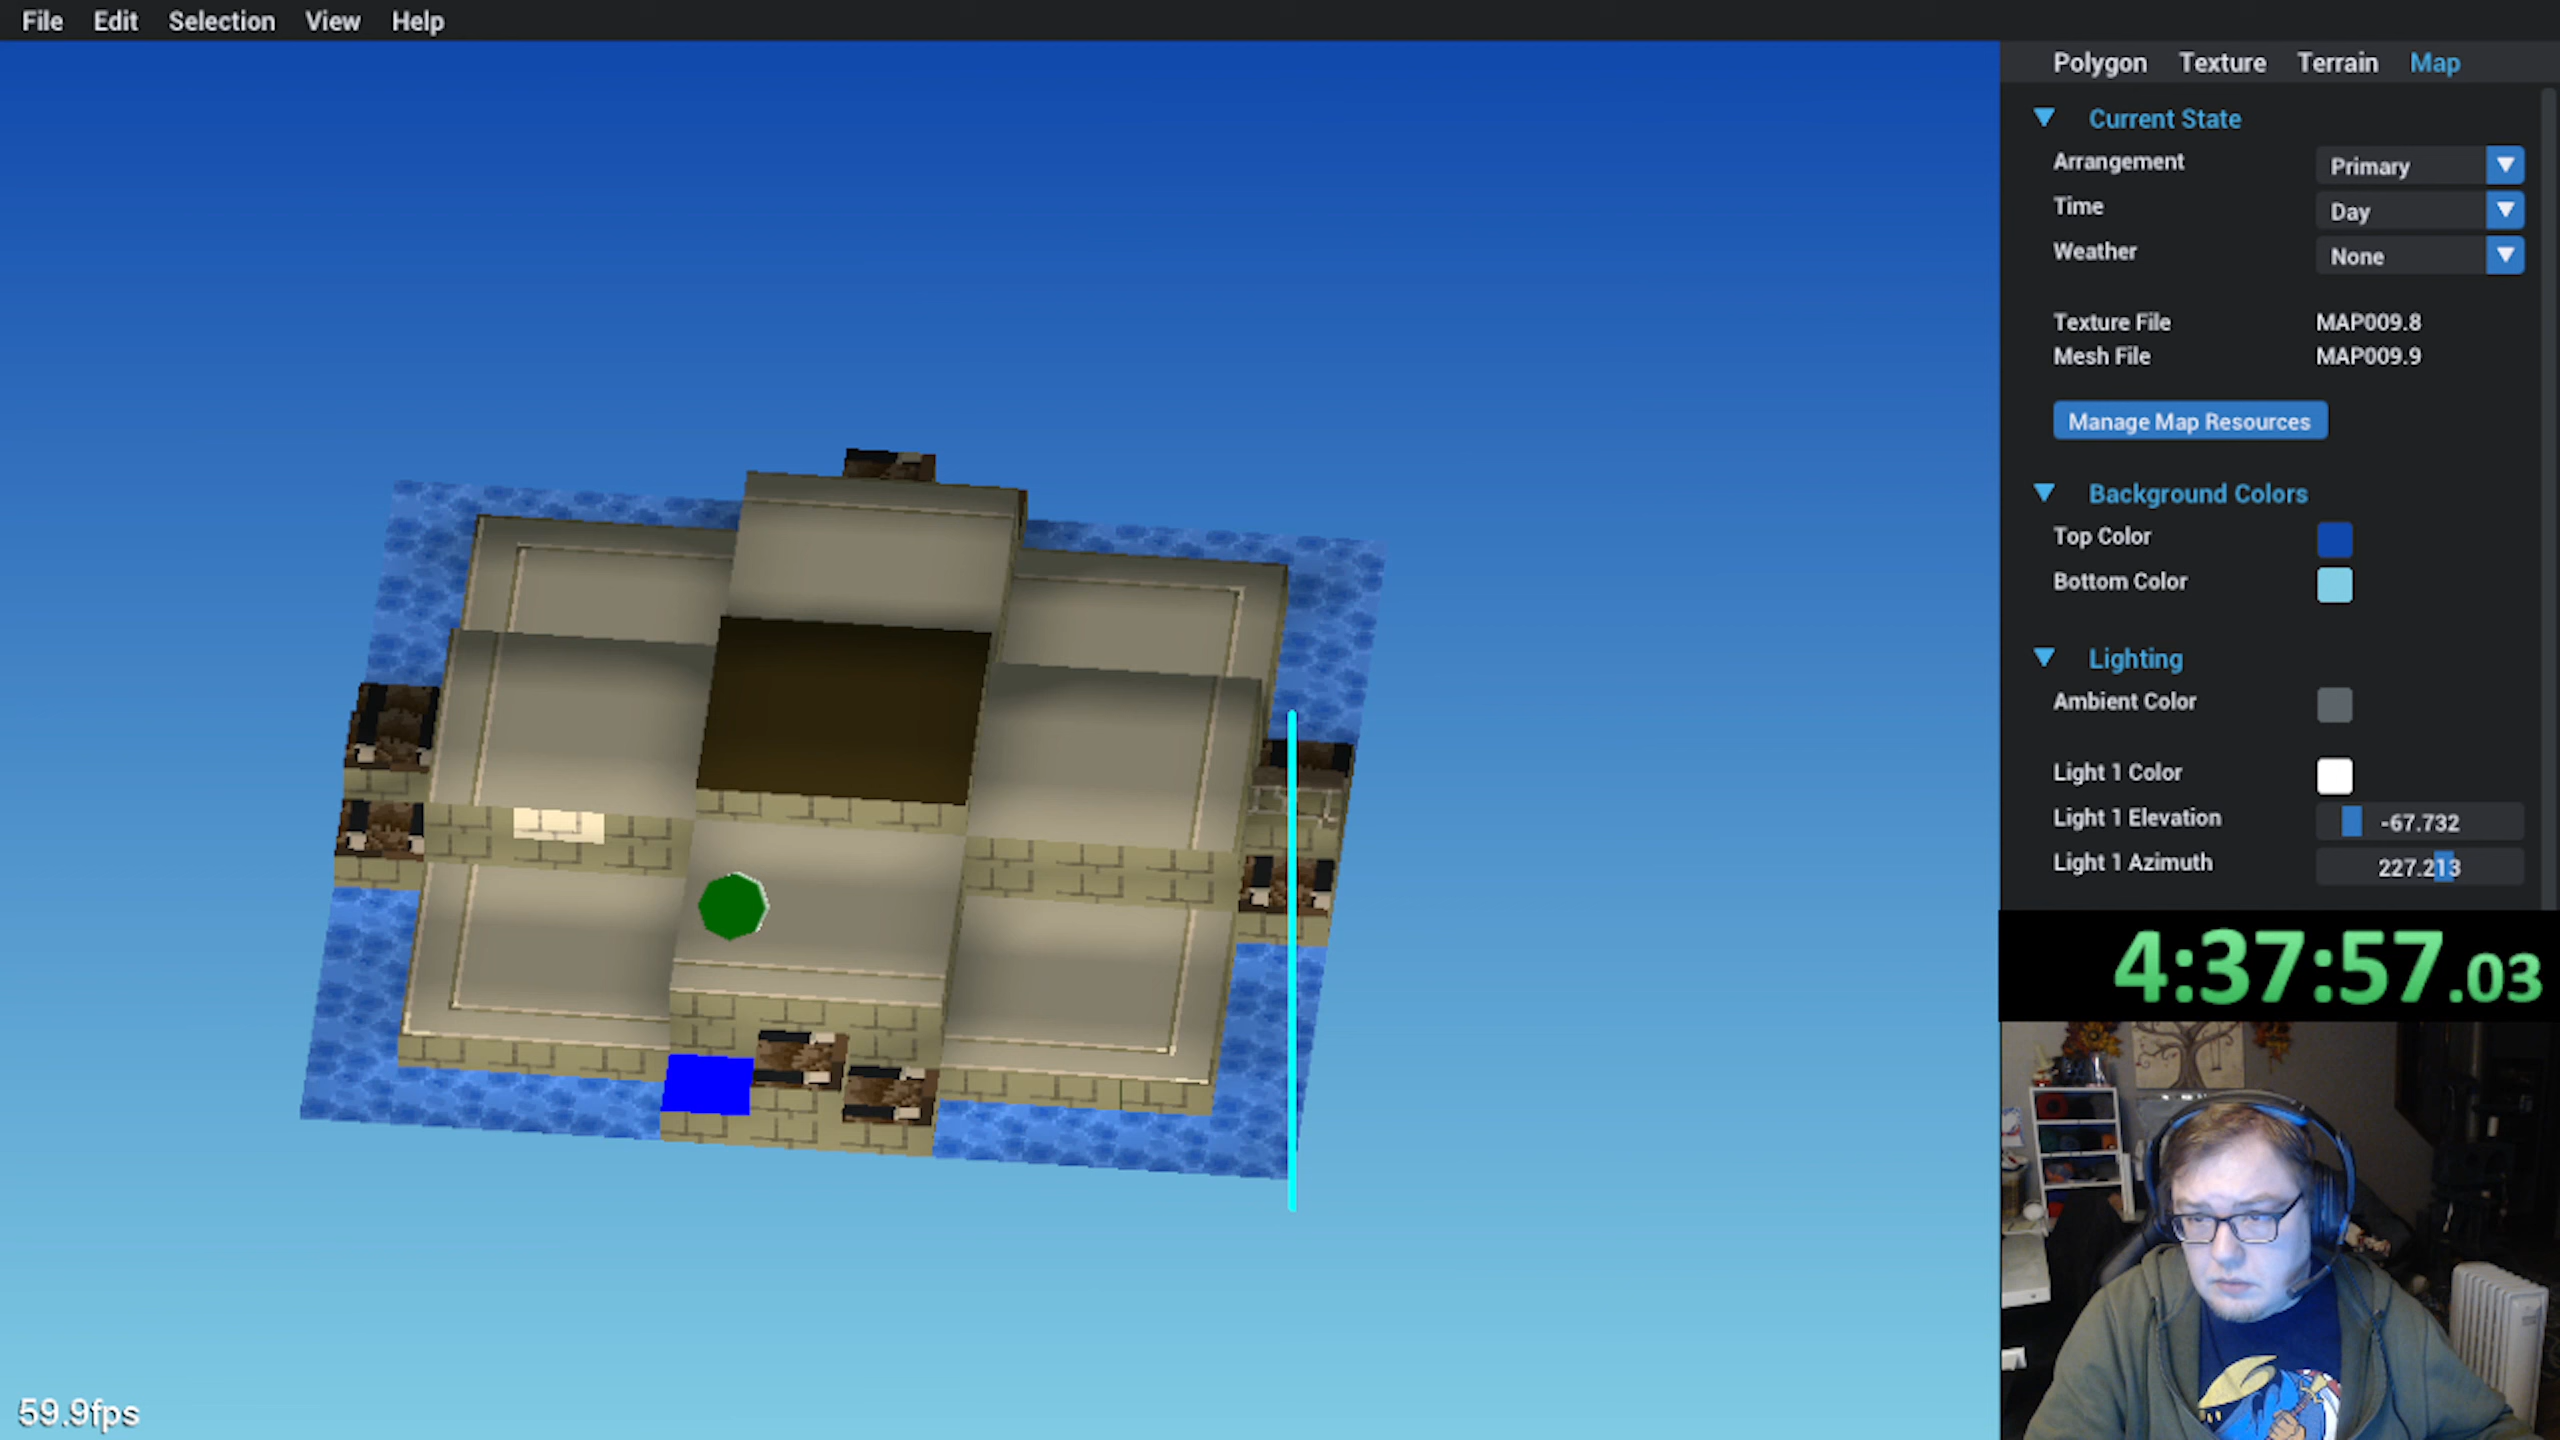 File Edit Selection View Help
Polygon Texture Terrain Map
Current State
Arrangement Primary
Time Day
Weather None
Texture File MAP009.8
Mesh File MAP009.9
Manage Map Resources
Background Colors
Top Color
Bottom Color
Lighting
Ambient Color
Light 1 Color
Light 1 Elevation -67.732
Light 1 Azimuth 227.213
4:37:57.03
59.9fps